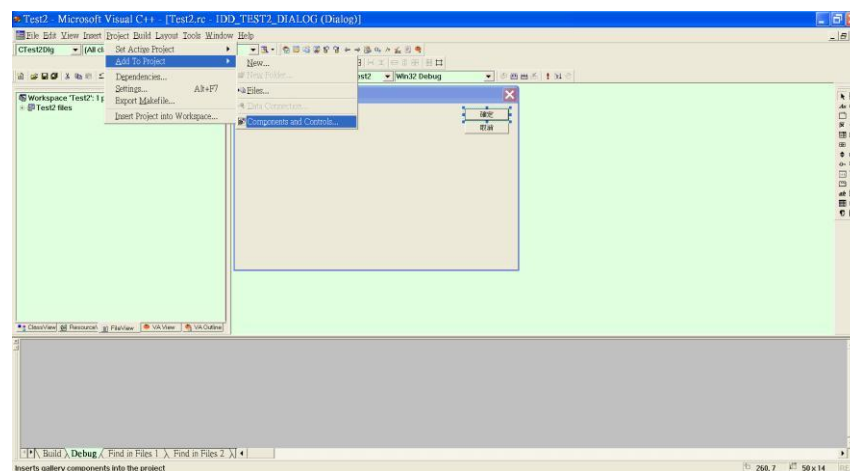 Test2 - Microsoft Visual C++ - [Test2.rc - IDD_TEST2_DIALOG (Dialog)]
File Edit View Insert Project Build Layout Tools Window Help
CTest2Dlg
Set Active Project
Add To Project
New...
New Folder...
Win32 Debug
Dependencies...
Settings... Alt+F7
Files...
Export Makefile...
Data Connection...
Insert Project into Workspace...
Components and Controls...
Workspace 'Test2': 1 p
Test2 files
確定
取消
ClassView FileView VA View VA Outline
Build Debug Find in Files 1 Find in Files 2
Inserts gallery components into the project
260, 7 50 x 14